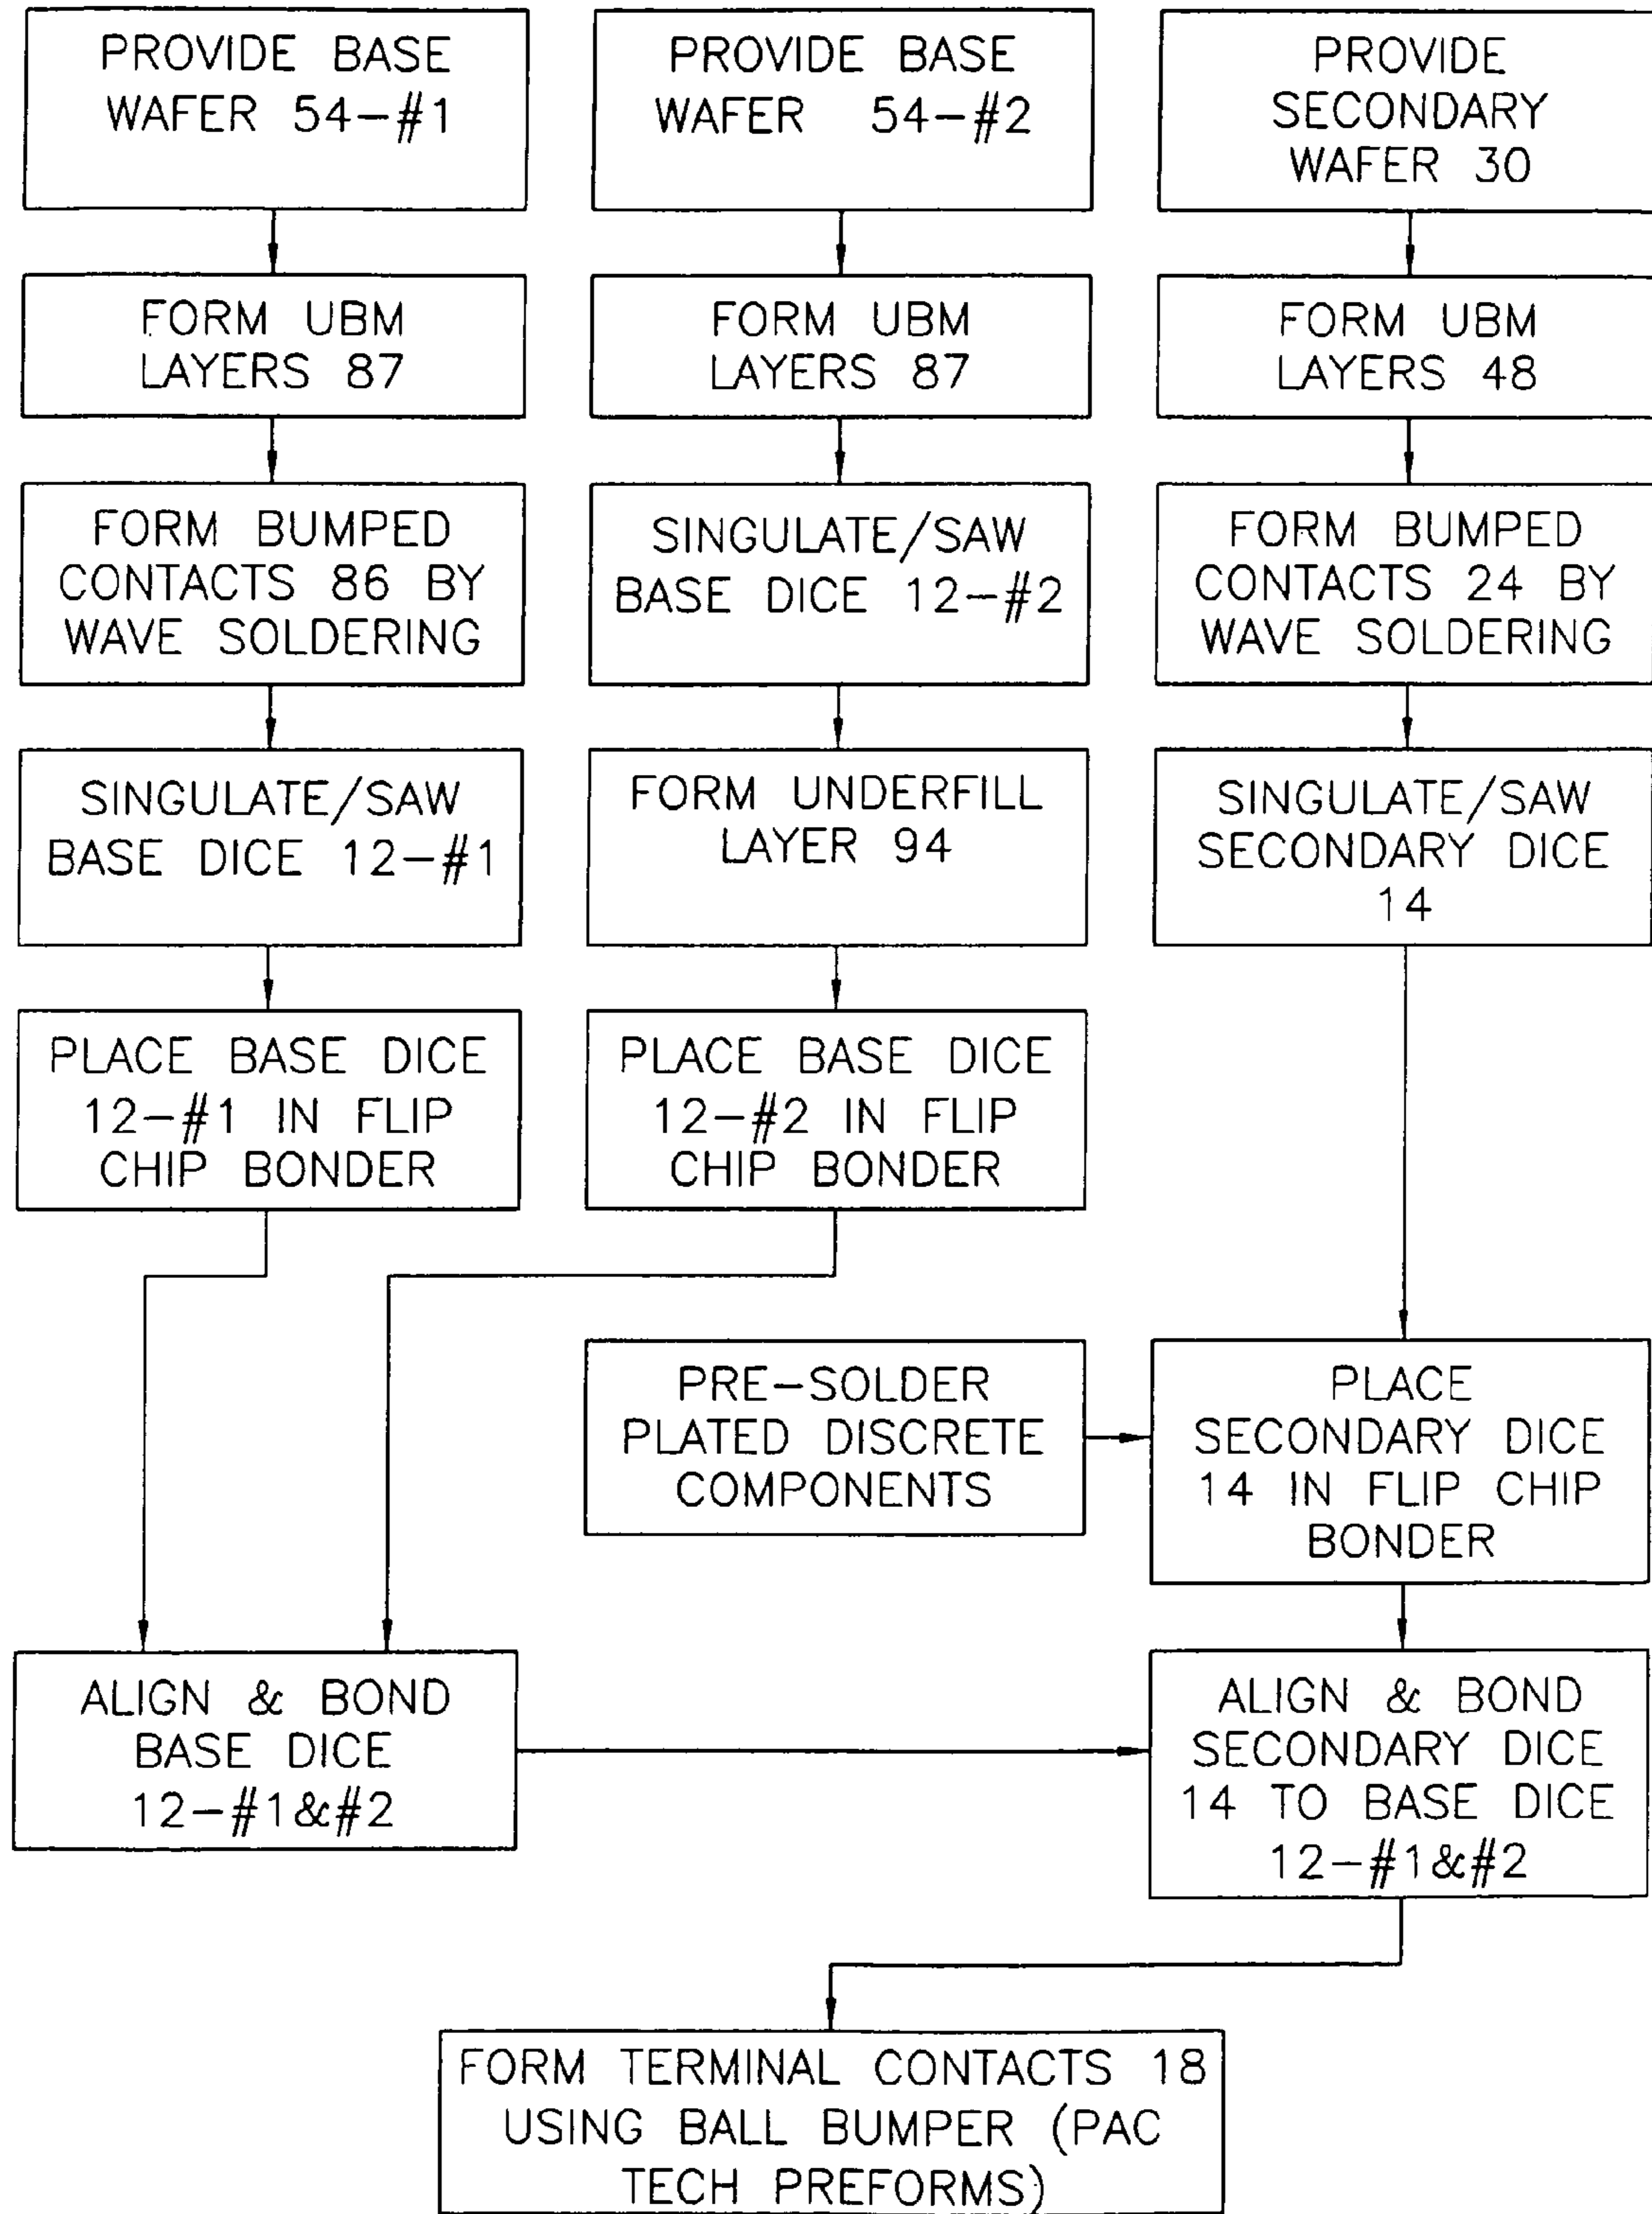 PROVIDE BASE
WAFER 54-#1
PROVIDE BASE
WAFER 54-#2
PROVIDE
SECONDARY
WAFER 30
FORM UBM
LAYERS 87
FORM UBM
LAYERS 87
FORM UBM
LAYERS 48
FORM BUMPED
CONTACTS 86 BY
WAVE SOLDERING
SINGULATE/SAW
BASE DICE 12-#2
FORM BUMPED
CONTACTS 24 BY
WAVE SOLDERING
SINGULATE/SAW
BASE DICE 12-#1
FORM UNDERFILL
LAYER 94
SINGULATE/SAW
SECONDARY DICE
14
PLACE BASE DICE
12-#1 IN FLIP
CHIP BONDER
PLACE BASE DICE
12-#2 IN FLIP
CHIP BONDER
PRE-SOLDER
PLATED DISCRETE
COMPONENTS
PLACE
SECONDARY DICE
14 IN FLIP CHIP
BONDER
ALIGN & BOND
BASE DICE
12-#1&#2
ALIGN & BOND
SECONDARY DICE
14 TO BASE DICE
12-#1&#2
FORM TERMINAL CONTACTS 18
USING BALL BUMPER (PAC
TECH PREFORMS)